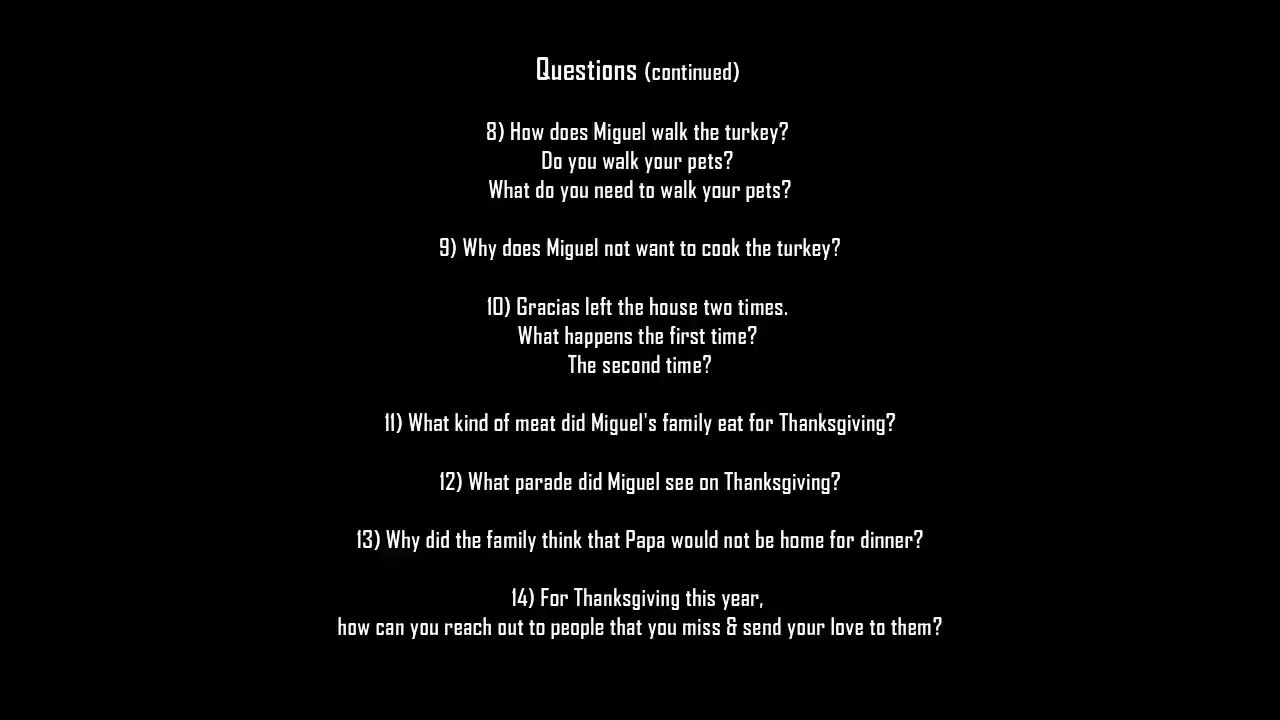 Questions (continued)
8) How does Miguel walk the turkey?
Do you walk your pets?
What do you need to walk your pets?
9) Why does Miguel not want to cook the turkey?
10) Gracias left the house two times.
What happens the first time?
The second time?
11) What kind of meat did Miguel's family eat for Thanksgiving?
12) What parade did Miguel see on Thanksgiving?
13) Why did the family think that Papa would not be home for dinner?
14) For Thanksgiving this year,
how can you reach out to people that you miss & send your love to them?